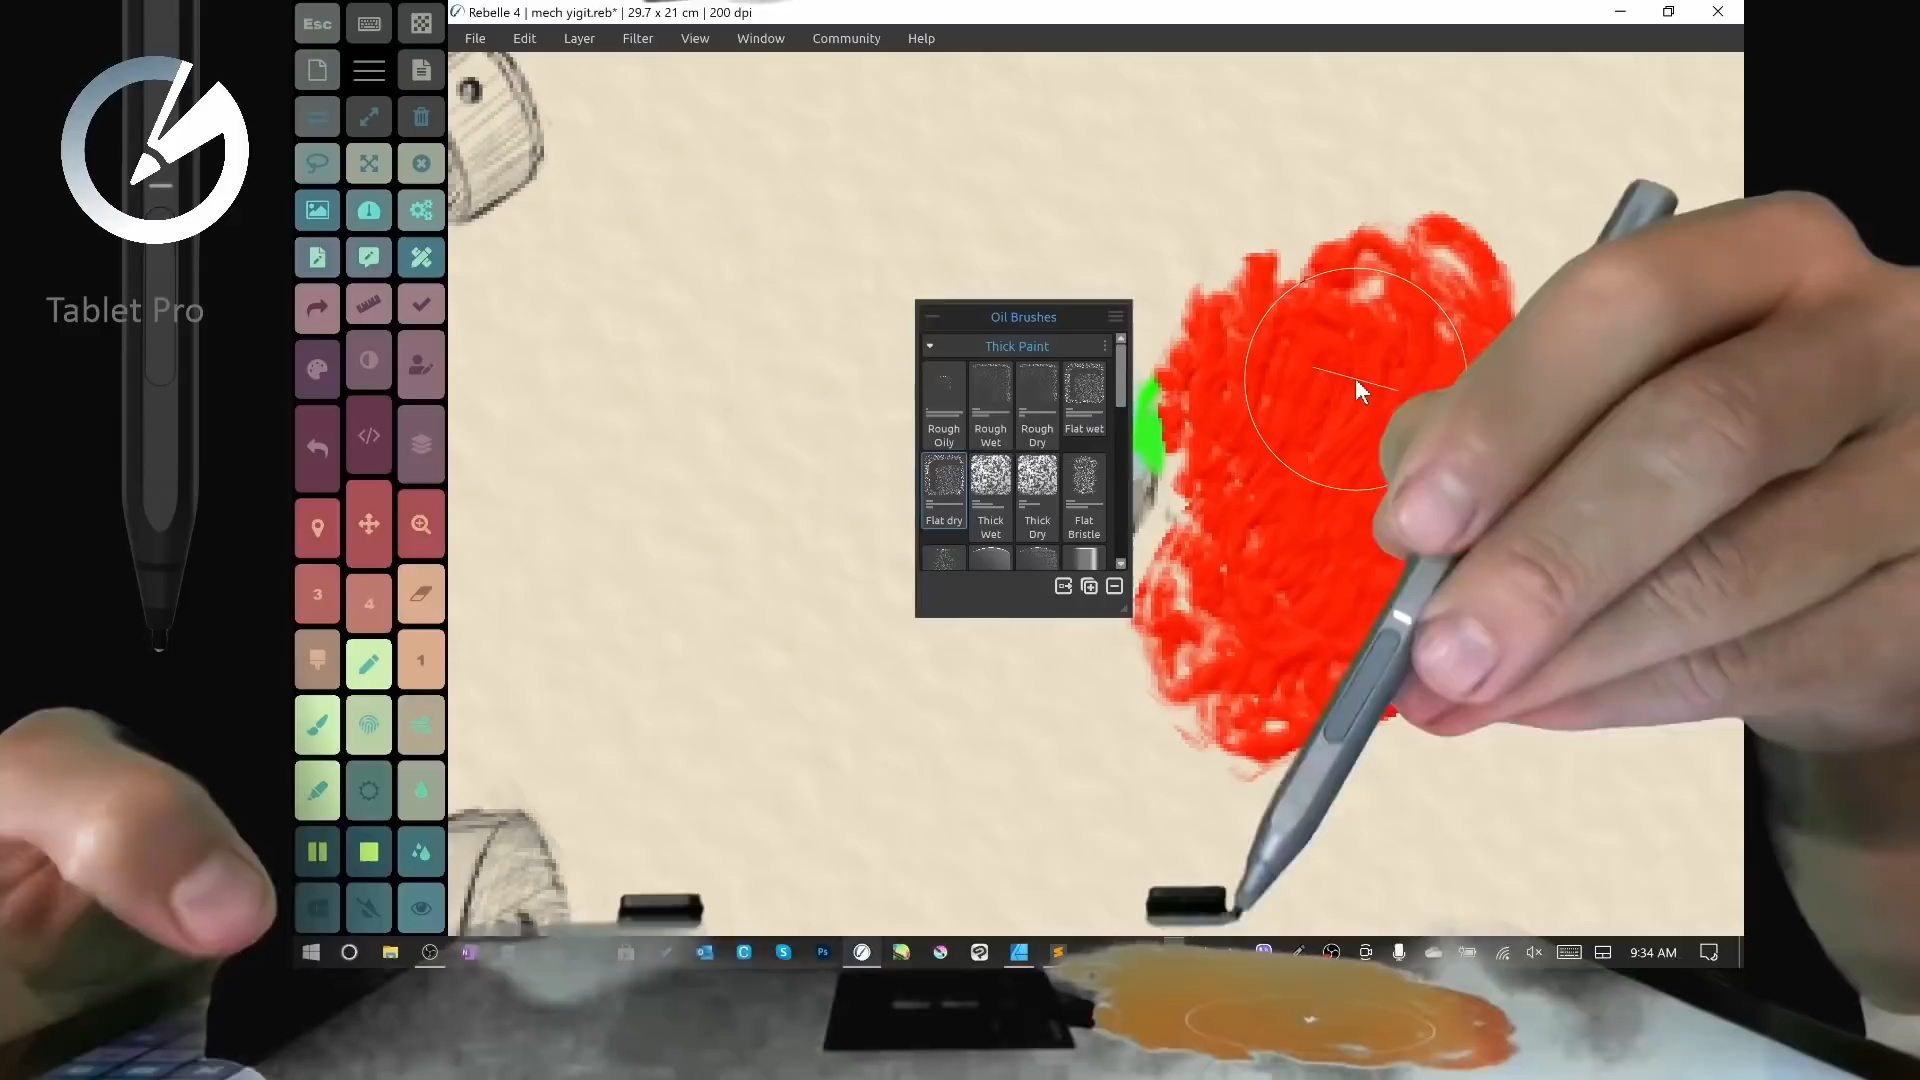 Rebelle 4 | mech yigit.reb* | 29.7 x 21 cm | 200 dpi
File Edit Layer Filter View Window Community Help
Esc
Tablet Pro
Oil Brushes
Thick Paint
Rough Oily
Rough Wet
Rough Dry
Flat wet
Flat dry
Thick Wet
Thick Dry
Flat Bristle
</>
3
4
1
Ps
9:34 AM